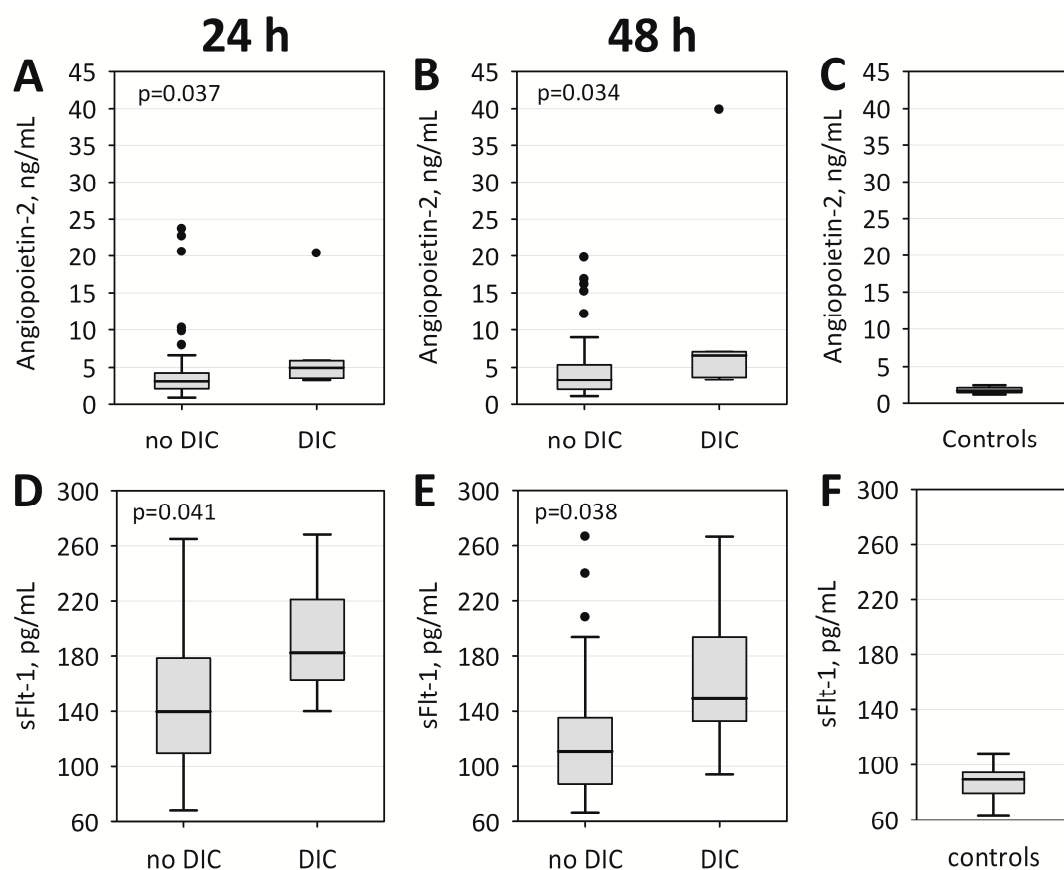 24 h
48 h
A
B
C
45
40
35
30
25
20
15
10
5
0
Angiopoietin-2, ng/mL
p=0.037
no DIC
DIC
45
40
35
30
25
20
15
10
5
0
Angiopoietin-2, ng/mL
p=0.034
no DIC
DIC
45
40
35
30
25
20
15
10
5
0
Angiopoietin-2, ng/mL
Controls
D
E
F
300
260
220
180
140
100
60
sFlt-1, pg/mL
p=0.041
no DIC
DIC
300
260
220
180
140
100
60
sFlt-1, pg/mL
p=0.038
no DIC
DIC
300
260
220
180
140
100
60
sFlt-1, pg/mL
controls